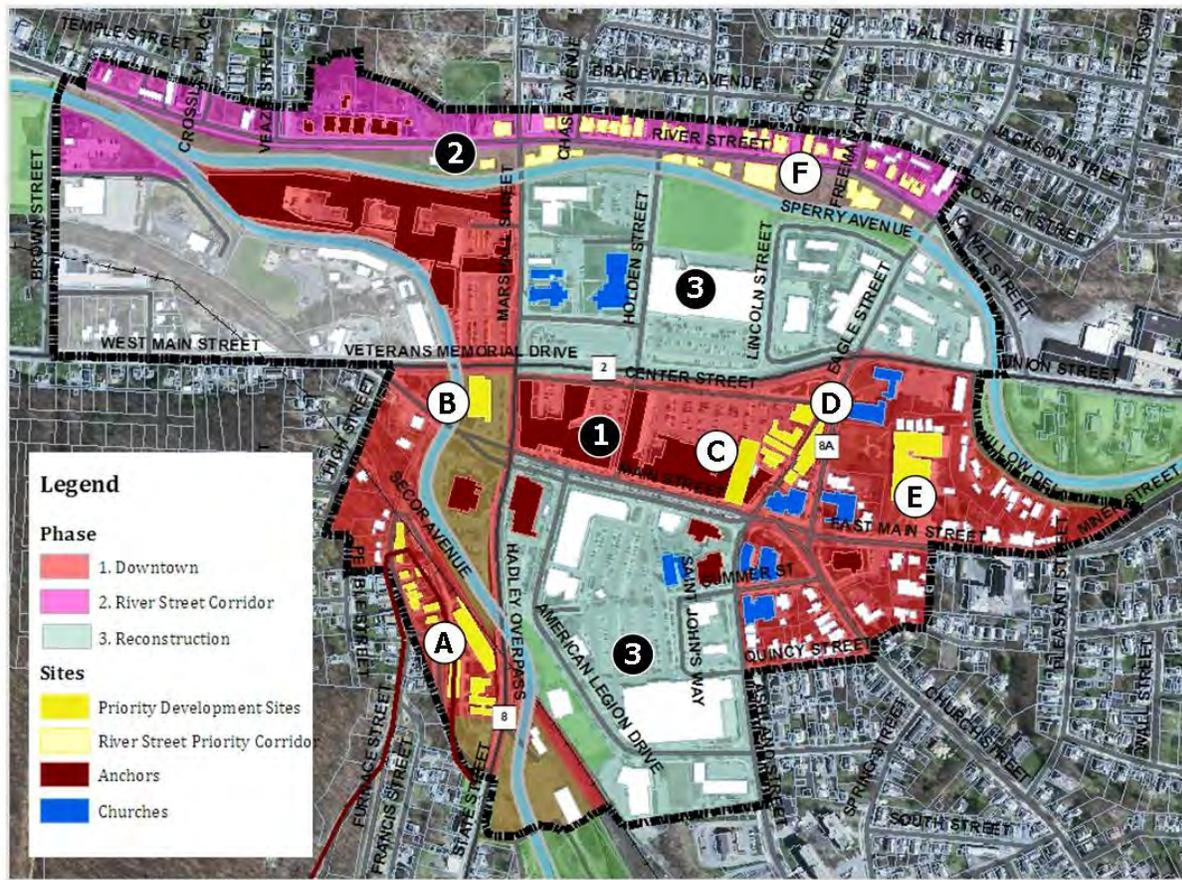 TEMPLE STREET
HALL STREET
CROSSLEY PLACE
VEAZIE STREET
CHASE AVENUE
BRACEWELL AVENUE
GROVE STREET
FREEMAN AVENUE
JACKSON STREET
RIVER STREET
2
F
PROSPECT STREET
CANAL STREET
SPERRY AVENUE
BROWN STREET
MARSHALL STREET
HOLDEN STREET
3
LINCOLN STREET
EAGLE STREET
WEST MAIN STREET
VETERANS MEMORIAL DRIVE
2
CENTER STREET
UNION STREET
HIGH STREET
B
1
C
D
8A
E
MAIN STREET
EAST MAIN STREET
SECOR AVENUE
HADLEY OVERPASS
SUMMER ST
SAINT JOHNS WAY
AMERICAN LEGION DRIVE
3
QUINCY STREET
A
8
PLEASANT STREET
CHURCH STREET
SPRING STREET
SOUTH STREET
FURNACE STREET
FRANCIS STREET
STATE STREET
Legend
Phase
1. Downtown
2. River Street Corridor
3. Reconstruction
Sites
Priority Development Sites
River Street Priority Corridor
Anchors
Churches